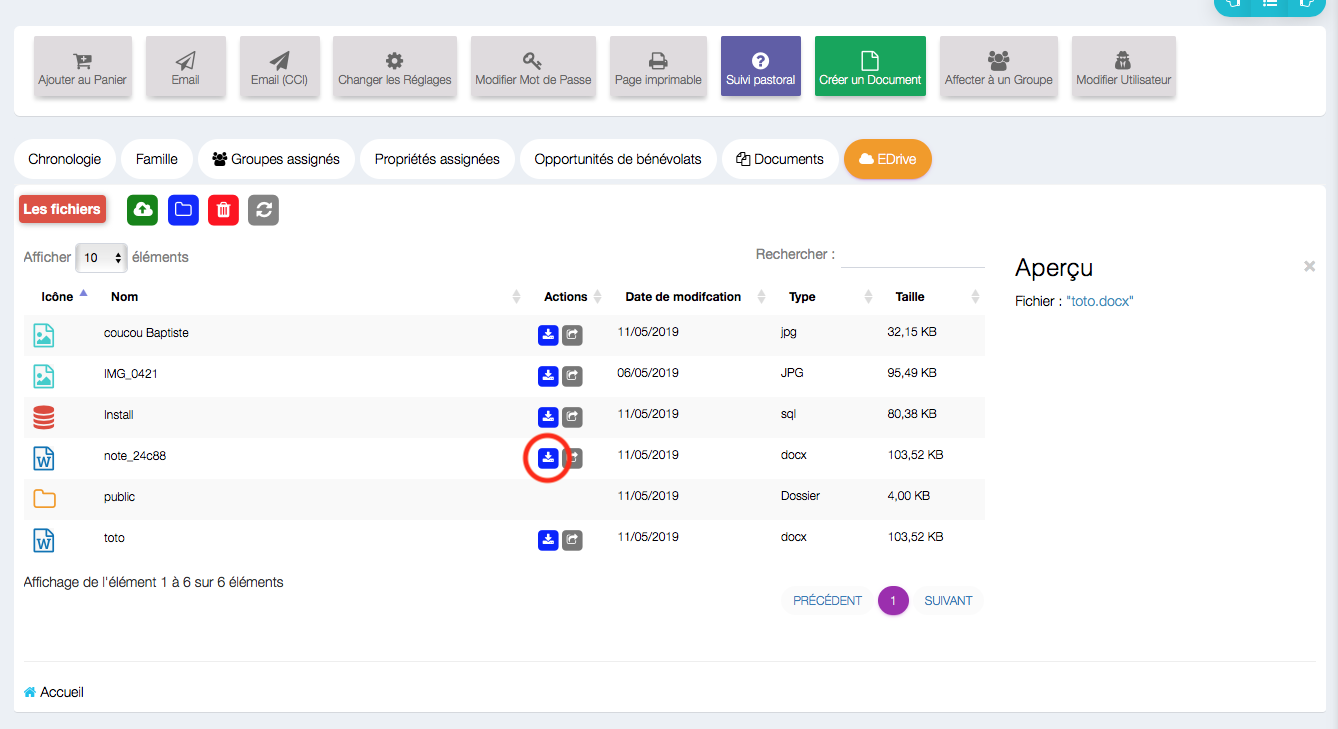 Ajouter au Panier Email Email (CCI) Changer les Réglages Modifier Mot de Passe Page imprimable Suivi pastoral Créer un Document Affecter à un Groupe Modifier Utilisateur
Chronologie Famille Groupes assignés Propriétés assignées Opportunités de bénévolats Documents EDrive
Les fichiers
Afficher 10 éléments Rechercher :
Icône Nom Actions Date de modifcation Type Taille
coucou Baptiste 11/05/2019 jpg 32,15 KB
IMG_0421 06/05/2019 JPG 95,49 KB
Install 11/05/2019 sql 80,38 KB
note_24c88 11/05/2019 docx 103,52 KB
public 11/05/2019 Dossier 4,00 KB
toto 11/05/2019 docx 103,52 KB
Affichage de l'élément 1 à 6 sur 6 éléments
PRÉCÉDENT 1 SUIVANT
Aperçu
Fichier : "toto.docx"
Accueil